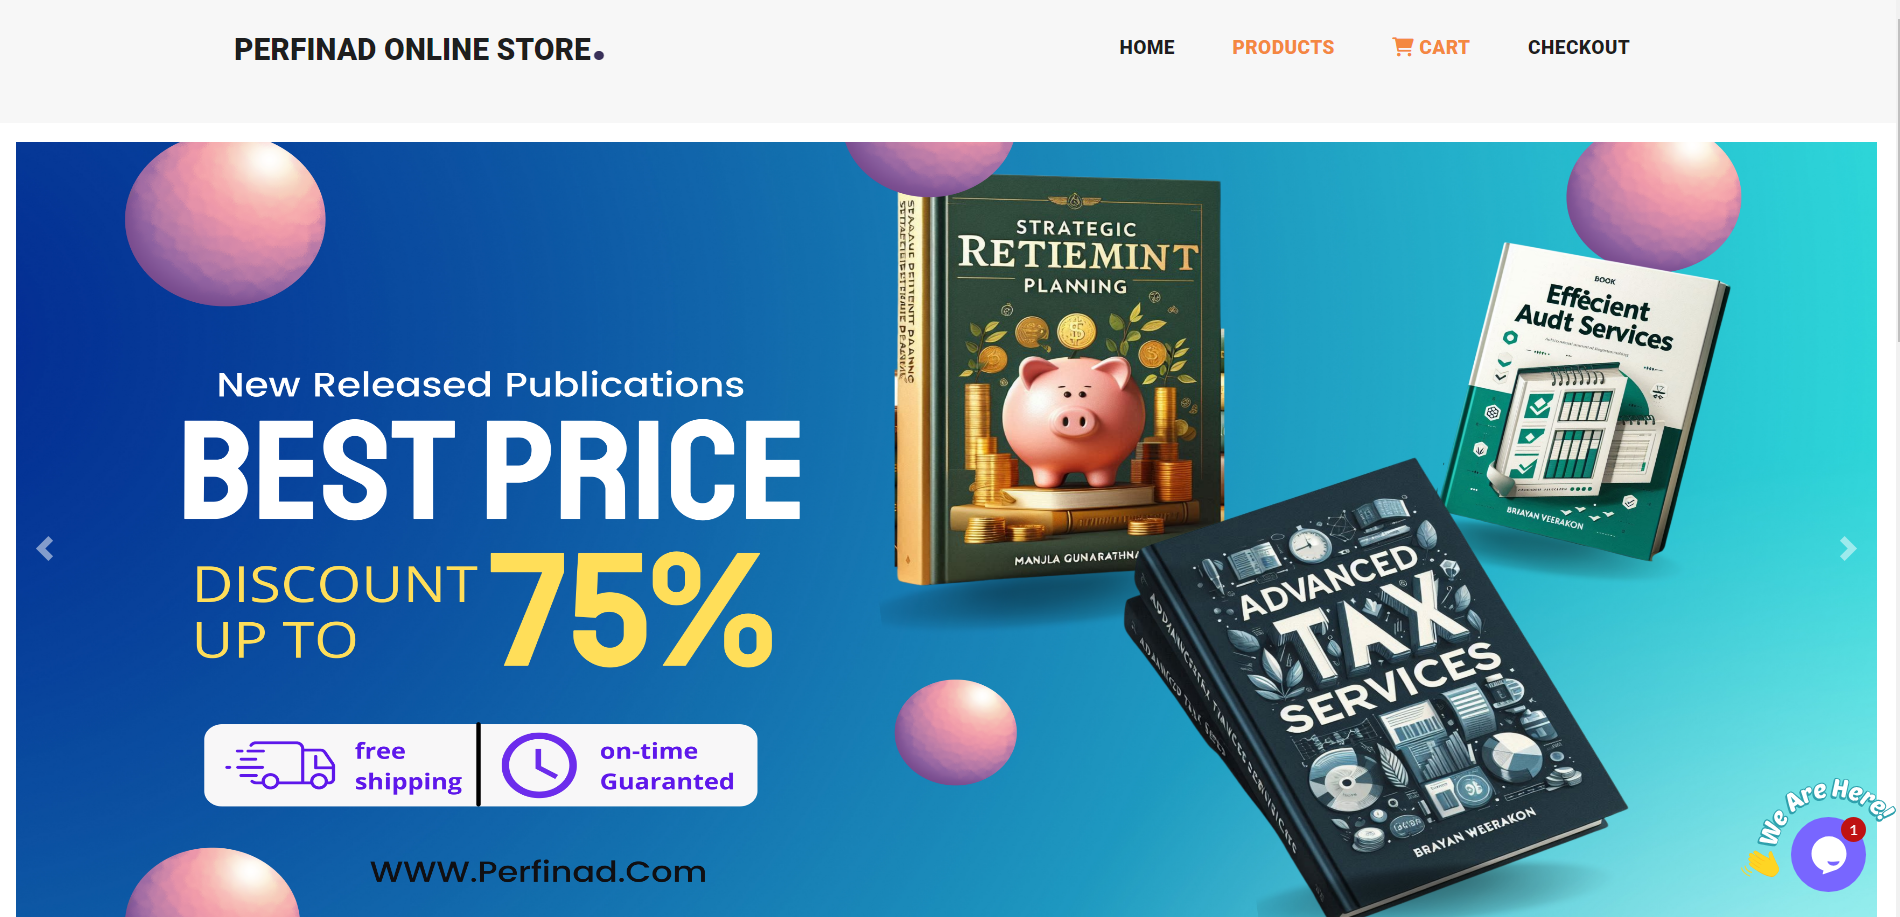 PERFINAD ONLINE STORE.
HOME PRODUCTS CART CHECKOUT
New Released Publications
BEST PRICE
DISCOUNT
UP TO
75%
free
shipping
on-time
Guaranted
WWW.Perfinad.Com
STRATEGIC
RETIEMINT
PLANNING
MANJLA GUNARATHNA
BOOK
Effėcient
Audt Services
BRIAYAN VEERAKON
ADVANCED
TAX
SERVICES
BRAYAN WEERAKON
We Are Here!
1